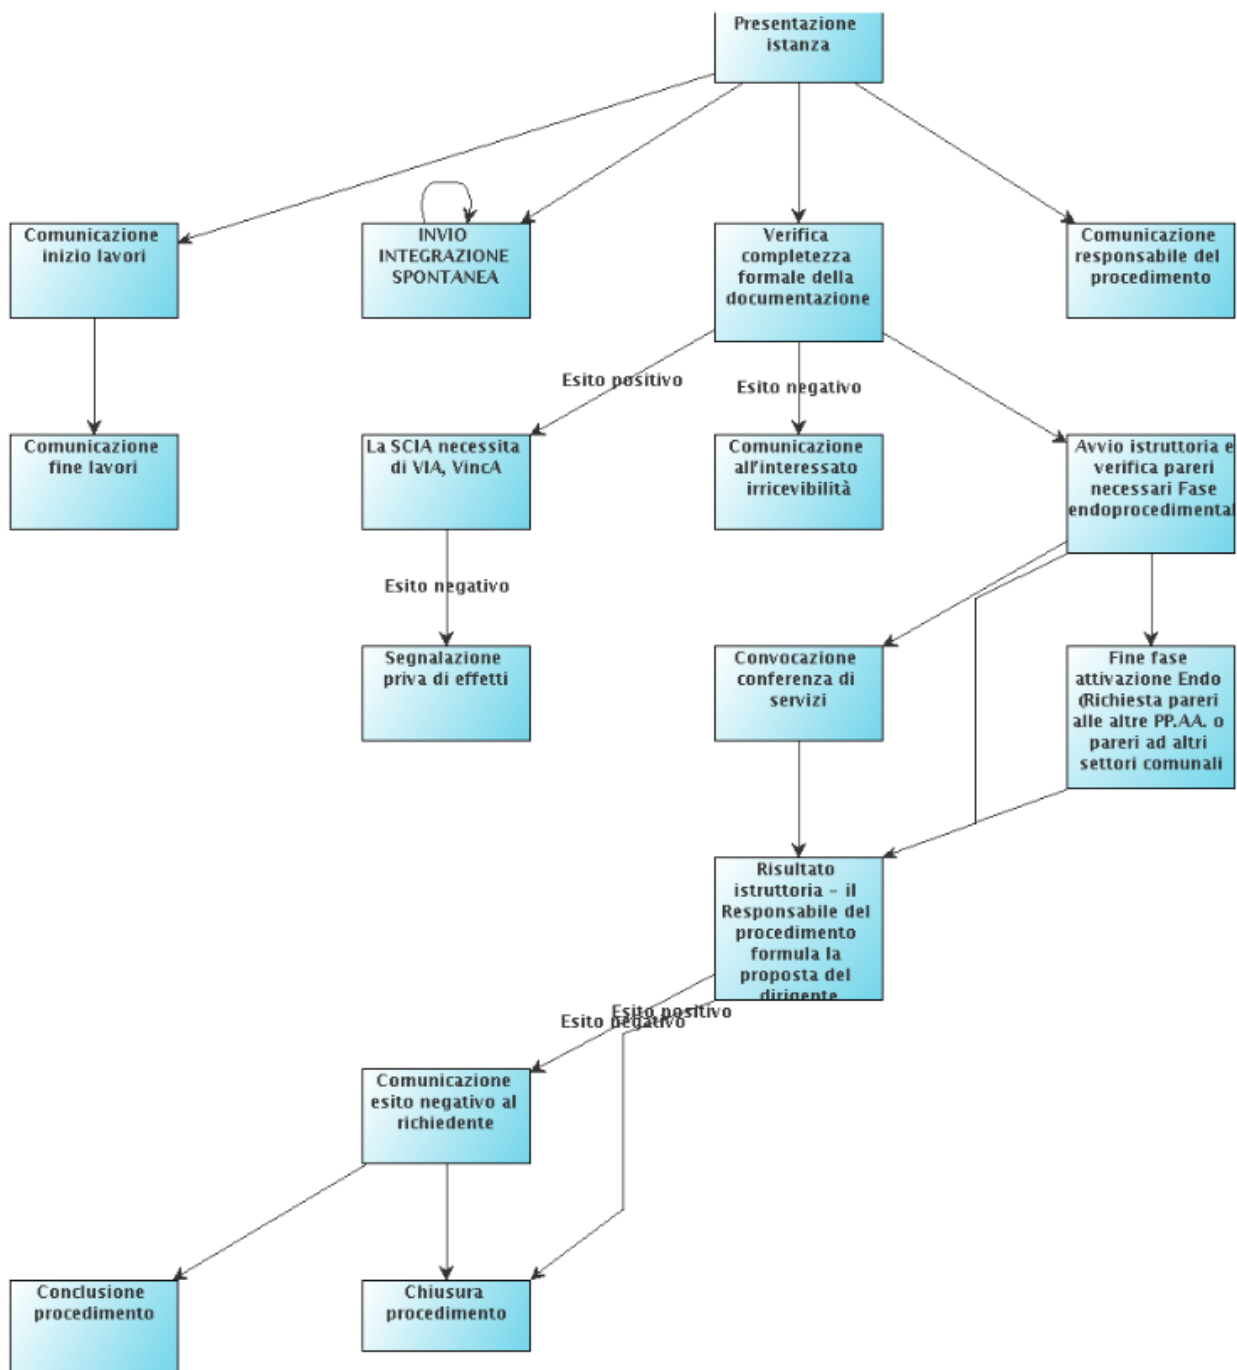 Presentazione
istanza
Comunicazione
inizio lavori
INVIO
INTEGRAZIONE
SPONTANEA
Verifica
completezza
formale della
documentazione
Comunicazione
responsabile del
procedimento
Esito positivo
Esito negativo
Comunicazione
fine lavori
La SCIA necessita
di VIA, VincA
Comunicazione
all'interessato
irricevibilità
Avvio istruttoria e
verifica pareri
necessari Fase
endoprocedimental
Esito negativo
Segnalazione
priva di effetti
Convocazione
conferenza di
servizi
Fine fase
attivazione Endo
(Richiesta pareri
alle altre PP.AA. o
pareri ad altri
settori comunali
Risultato
istruttoria – il
Responsabile del
procedimento
formula la
proposta del
dirigente
Esito positivo
Esito negativo
Comunicazione
esito negativo al
richiedente
Conclusione
procedimento
Chiusura
procedimento